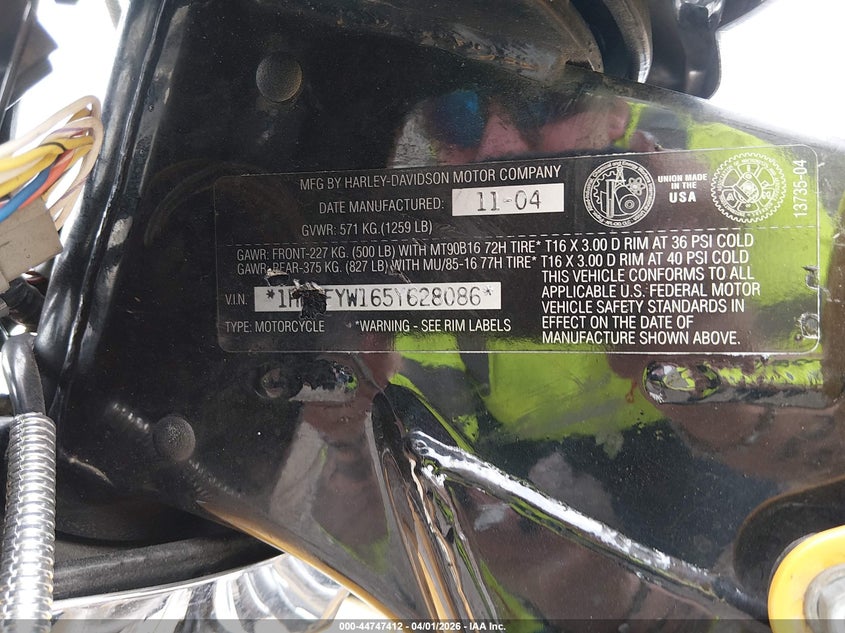 MFG BY HARLEY-DAVIDSON MOTOR COMPANY
DATE MANUFACTURED: 11-04
GVWR: 571 KG.(1259 LB)
UNION MADE
IN THE
USA
13735-04
GAWR: FRONT-227 KG. (500 LB) WITH MT90B16 72H TIRE* T16 X 3.00 D RIM AT 36 PSI COLD
GAWR: REAR-375 KG. (827 LB) WITH MU/85-16 77H TIRE* T16 X 3.00 D RIM AT 40 PSI COLD
V.I.N.
TYPE: MOTORCYCLE *WARNING - SEE RIM LABELS
THIS VEHICLE CONFORMS TO ALL
APPLICABLE U.S. FEDERAL MOTOR
VEHICLE SAFETY STANDARDS IN
EFFECT ON THE DATE OF
MANUFACTURE SHOWN ABOVE.
000-44747412 - 04/01/2026 - IAA Inc.